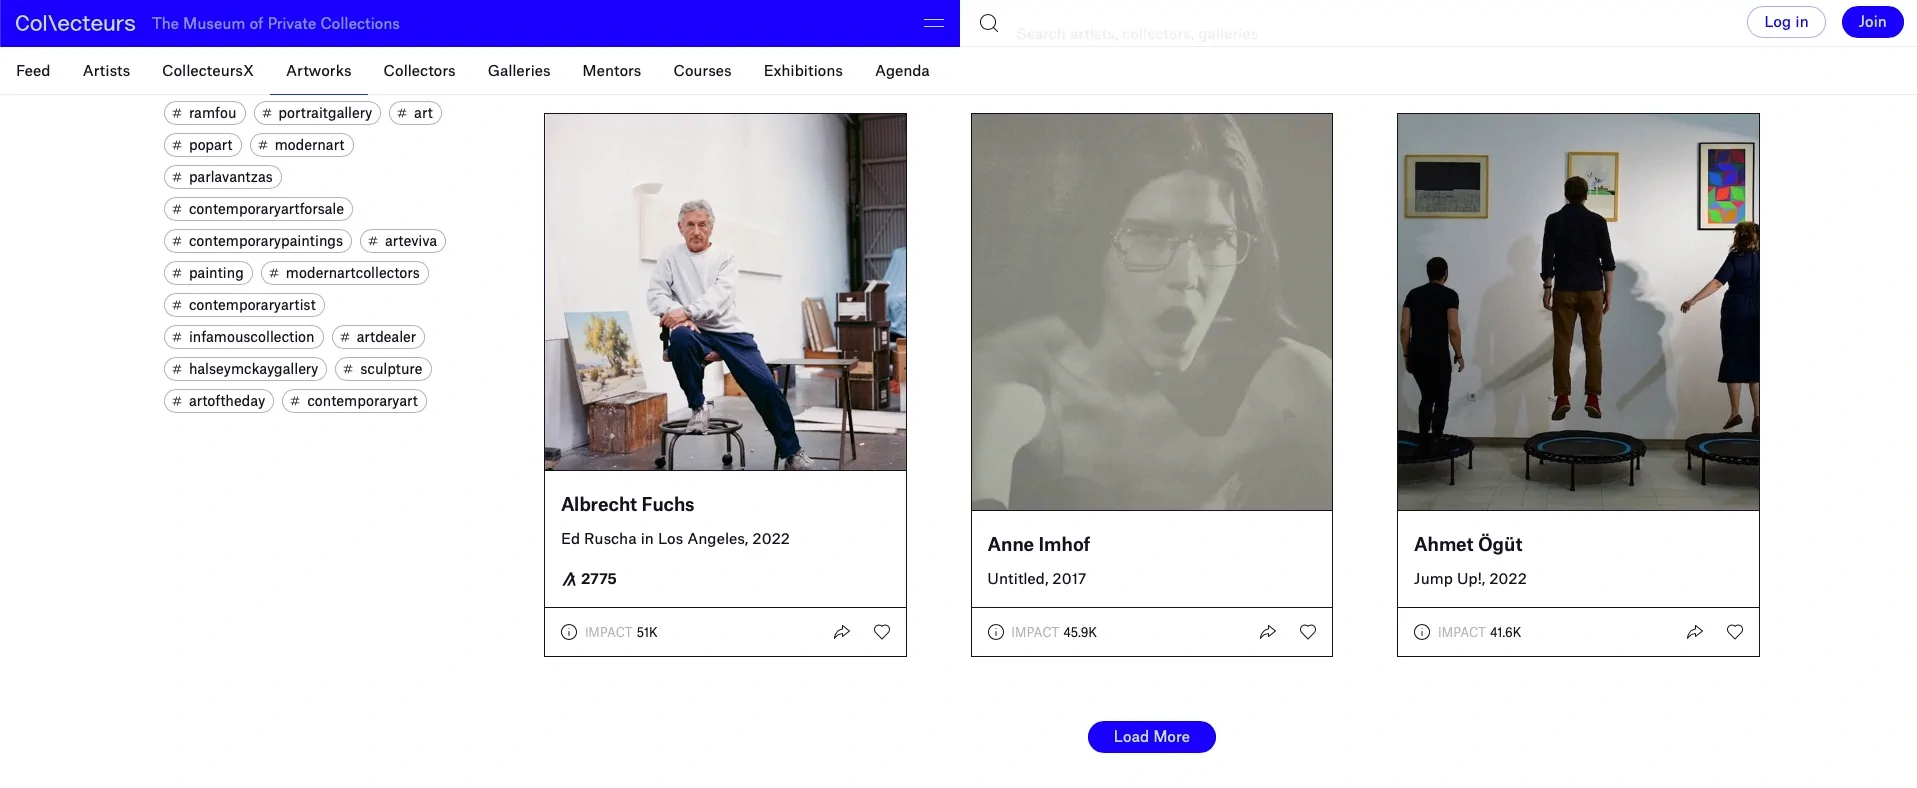 Col\ecteurs The Museum of Private Collections
Search artists, collectors, galleries
Log in Join
Feed Artists CollecteursX Artworks Collectors Galleries Mentors Courses Exhibitions Agenda
# ramfou # portraitgallery # art
# popart # modernart
# parlavantzas
# contemporaryartforsale
# contemporarypaintings # arteviva
# painting # modernartcollectors
# contemporaryartist
# infamouscollection # artdealer
# halseymckaygallery # sculpture
# artoftheday # contemporaryart
Albrecht Fuchs
Ed Ruscha in Los Angeles, 2022
2775
IMPACT 51K
Anne Imhof
Untitled, 2017
IMPACT 45.9K
Ahmet Ögüt
Jump Up!, 2022
IMPACT 41.6K
Load More